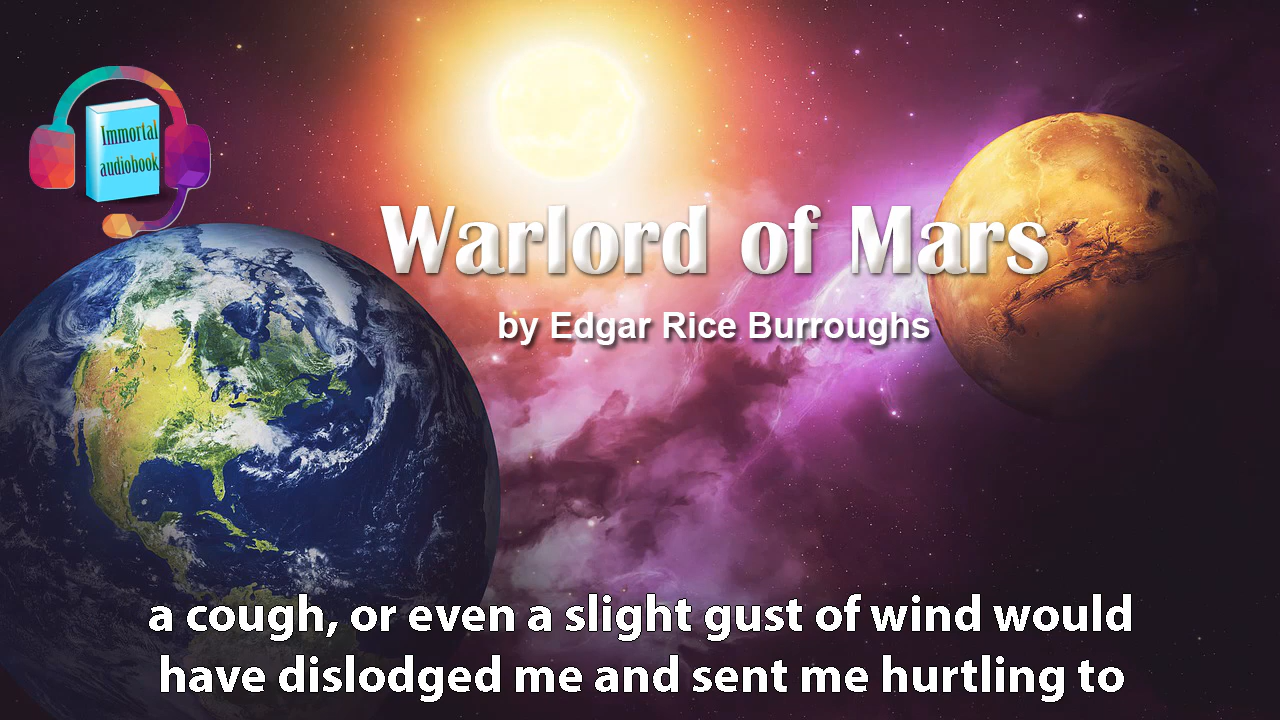 Immortal
audiobook
Warlord of Mars
by Edgar Rice Burroughs
a cough, or even a slight gust of wind would
have dislodged me and sent me hurtling to